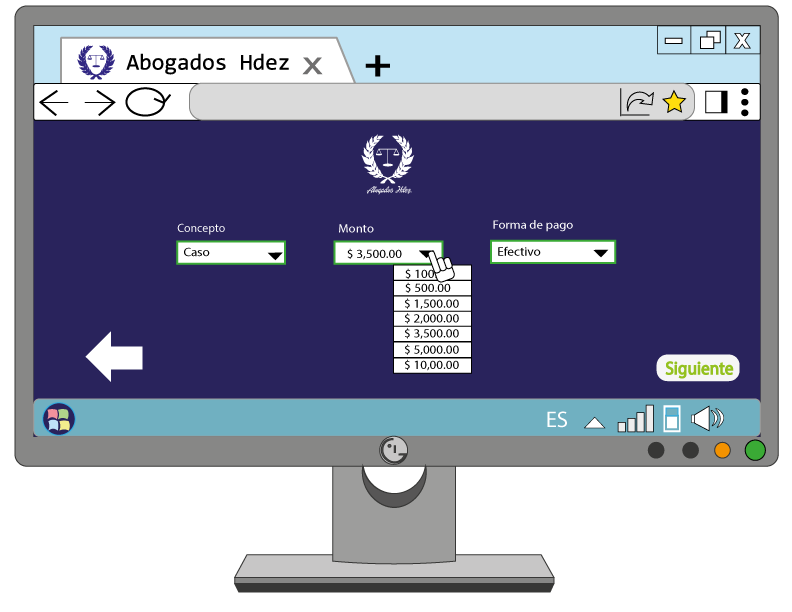 Abogados Hdez X
X
Abogados Hdez.
Concepto
Monto
Forma de pago
Caso
$ 3,500.00
Efectivo
$ 100
$ 500.00
$ 1,500.00
$ 2,000.00
$ 3,500.00
$ 5,000.00
$ 10,00.00
Siguiente
ES